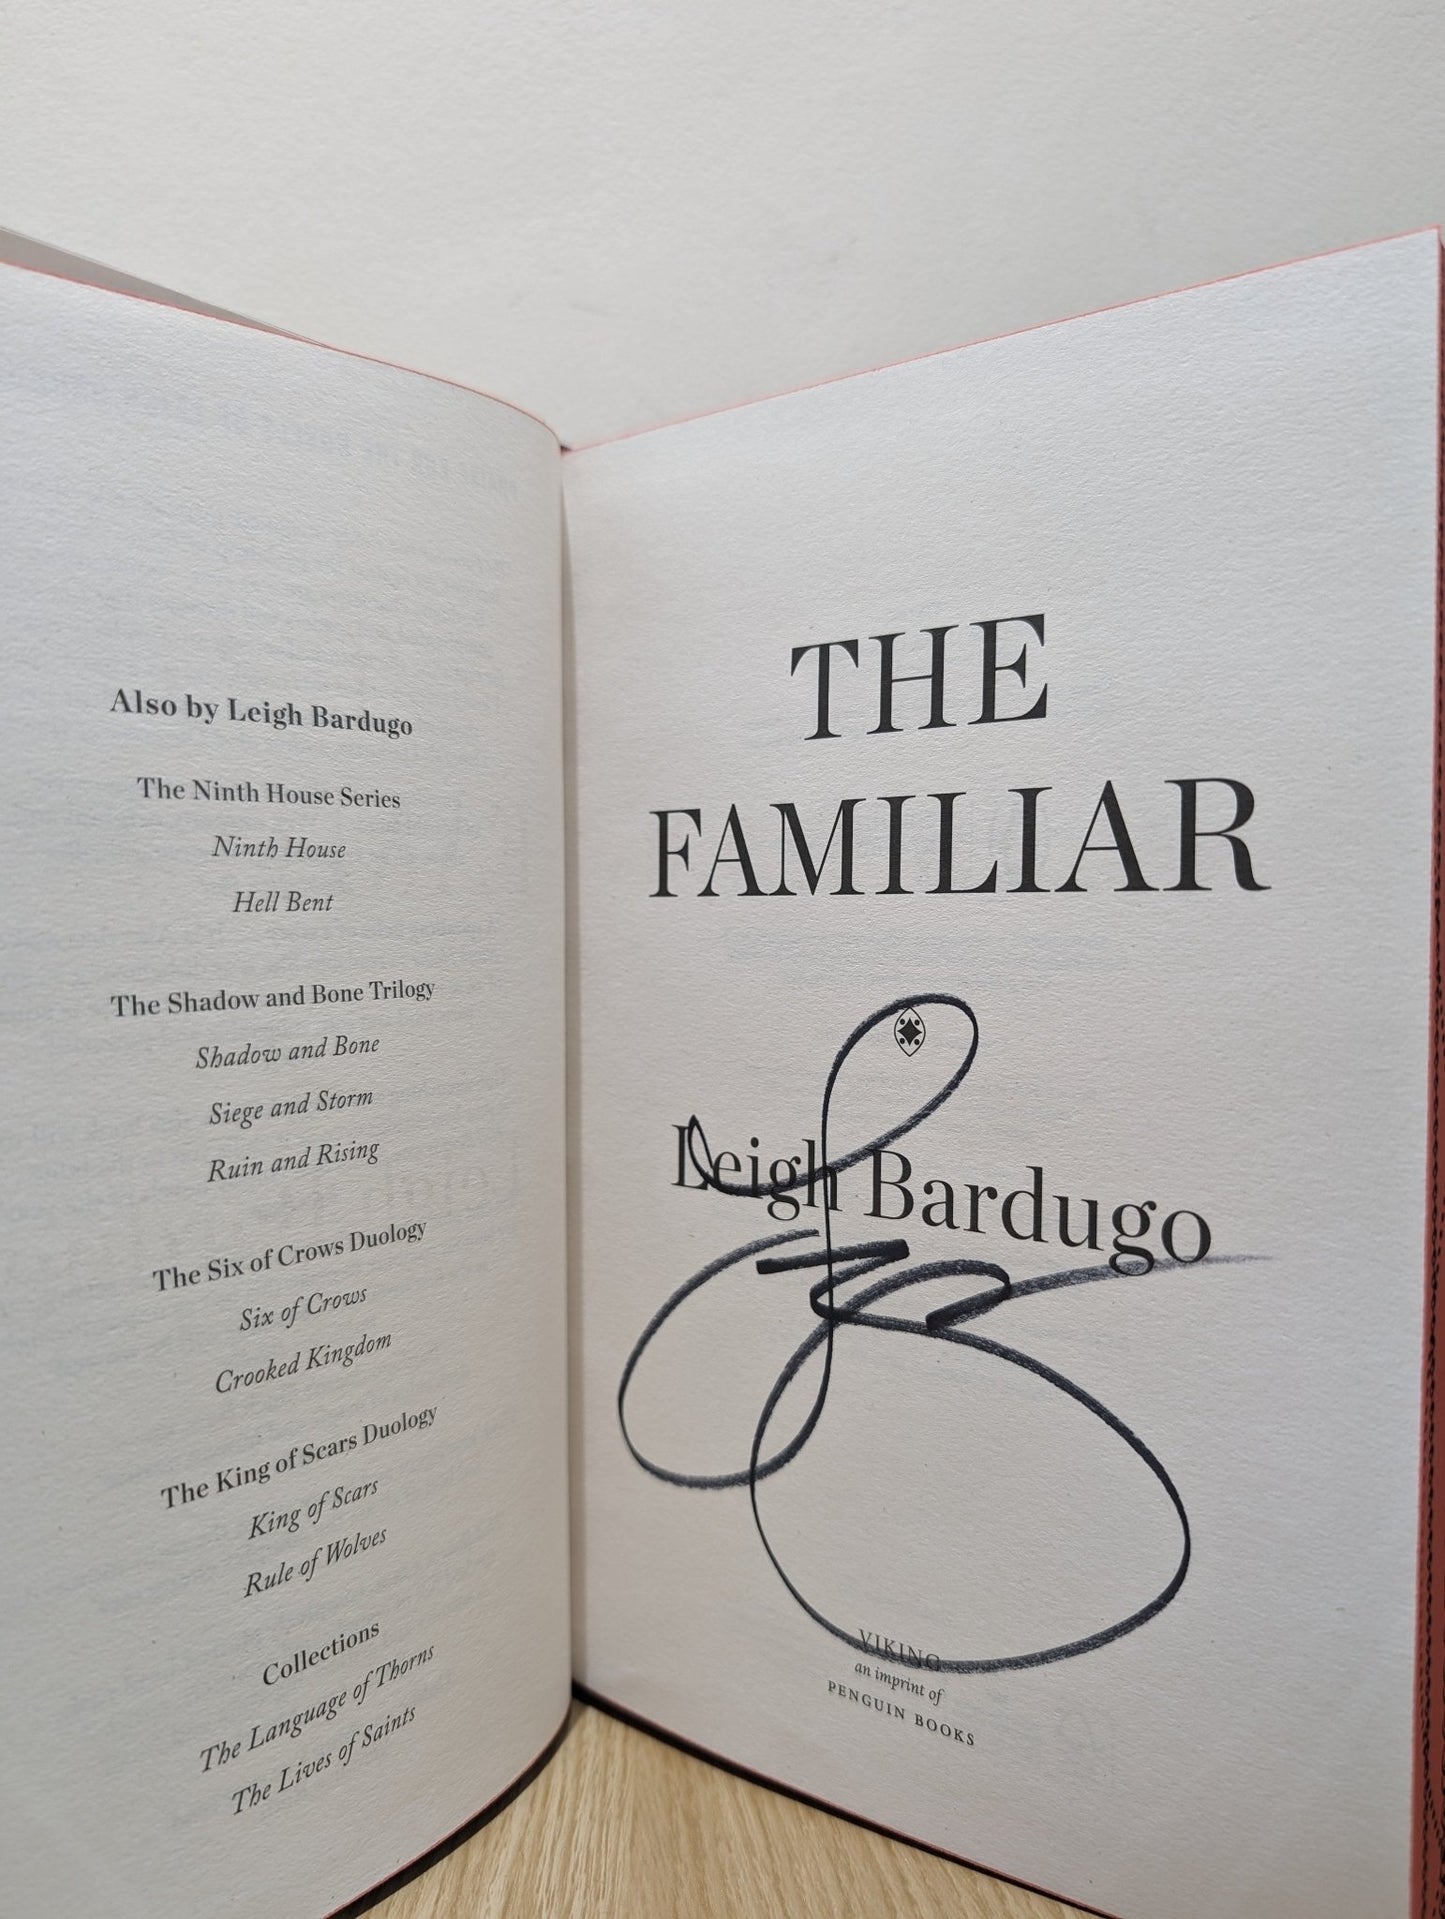 Also by Leigh Bardugo
The Ninth House Series
Ninth House
Hell Bent
The Shadow and Bone Trilogy
Shadow and Bone
Siege and Storm
Ruin and Rising
The Six of Crows Duology
Six of Crows
Crooked Kingdom
The King of Scars Duology
King of Scars
Rule of Wolves
Collections
The Language of Thorns
The Lives of Saints
THE
FAMILIAR
Leigh Bardugo
VIKING
an imprint of
PENGUIN BOOKS